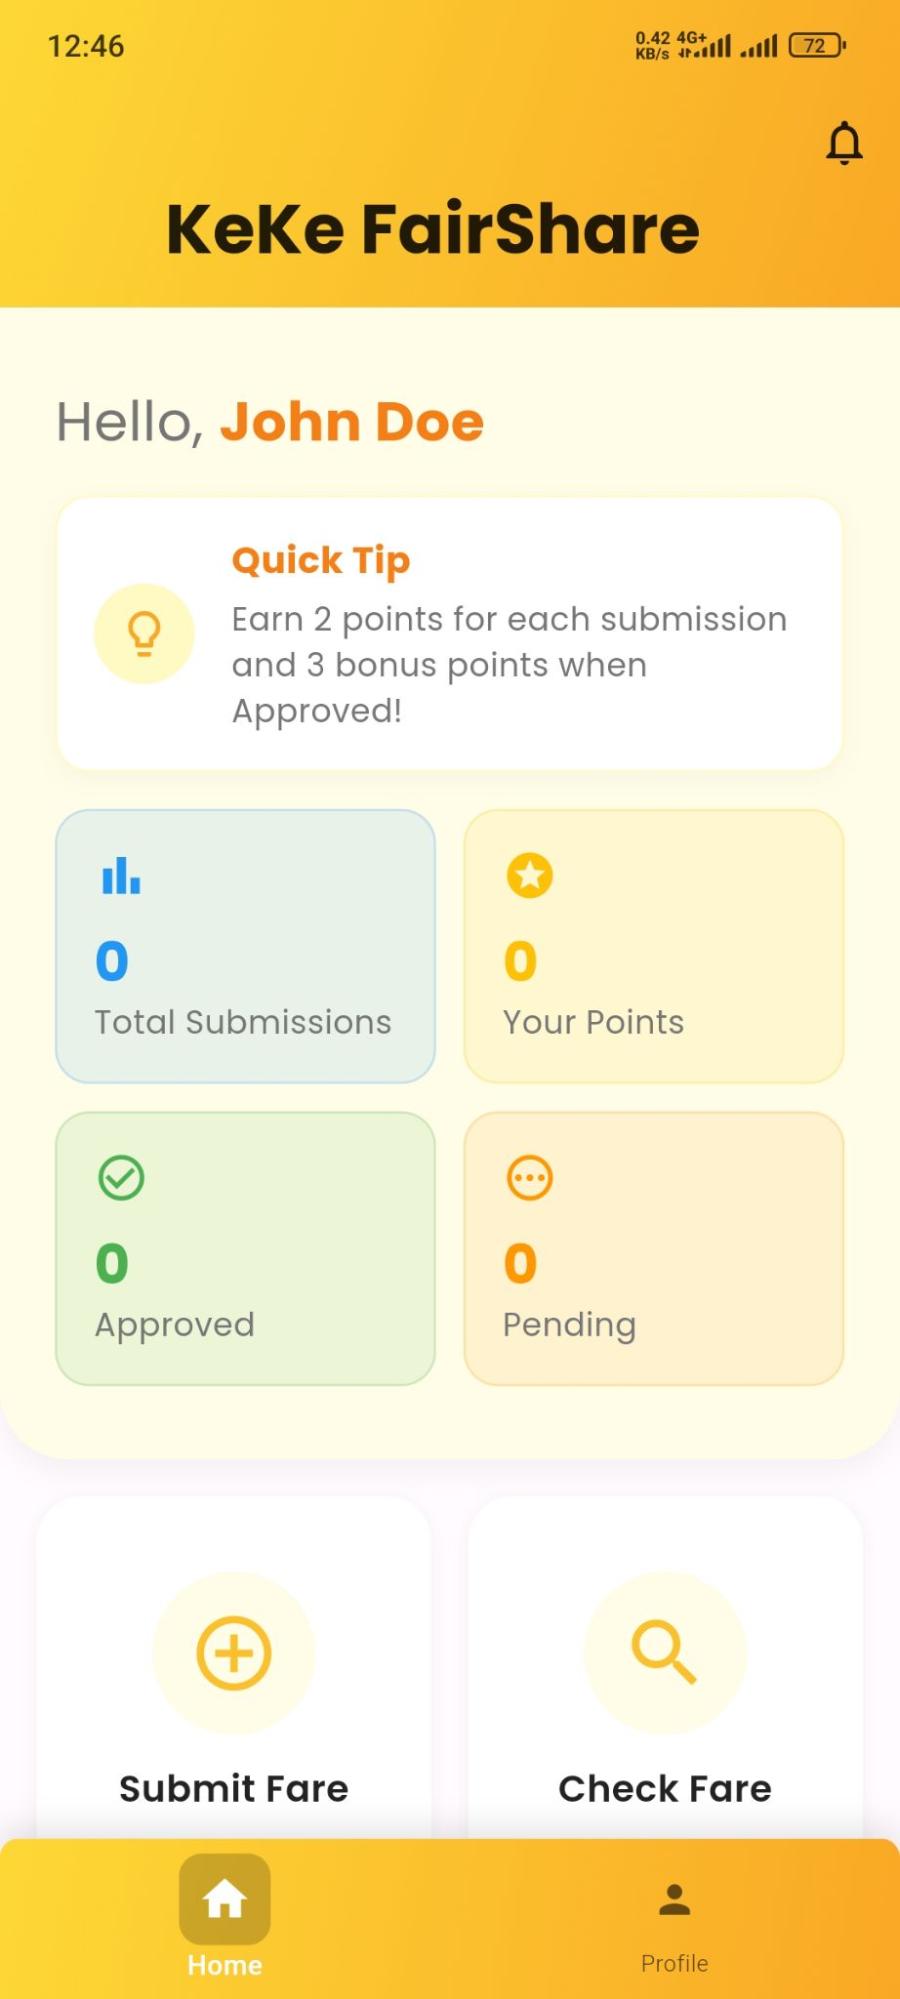 12:46
0.42 4G+
KB/s
72
KeKe FairShare
Hello, John Doe
Quick Tip
Earn 2 points for each submission
and 3 bonus points when
Approved!
0
Total Submissions
0
Your Points
0
Approved
0
Pending
Submit Fare
Check Fare
Home
Profile